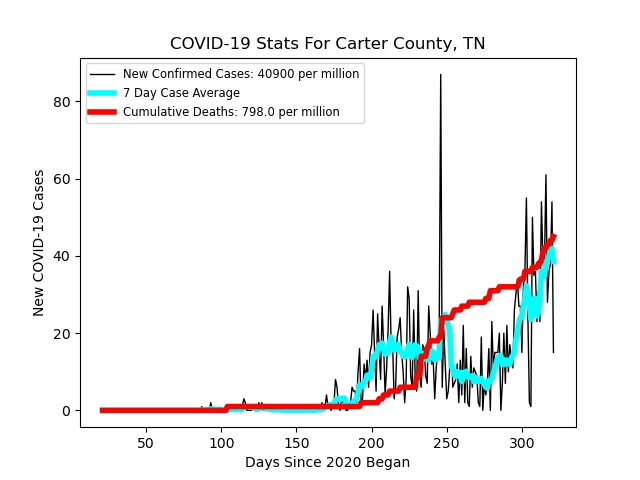 COVID-19 Stats For Carter County, TN
New Confirmed Cases: 40900 per million
7 Day Case Average
Cumulative Deaths: 798.0 per million
New COVID-19 Cases
80
60
40
20
0
50 100 150 200 250 300
Days Since 2020 Began